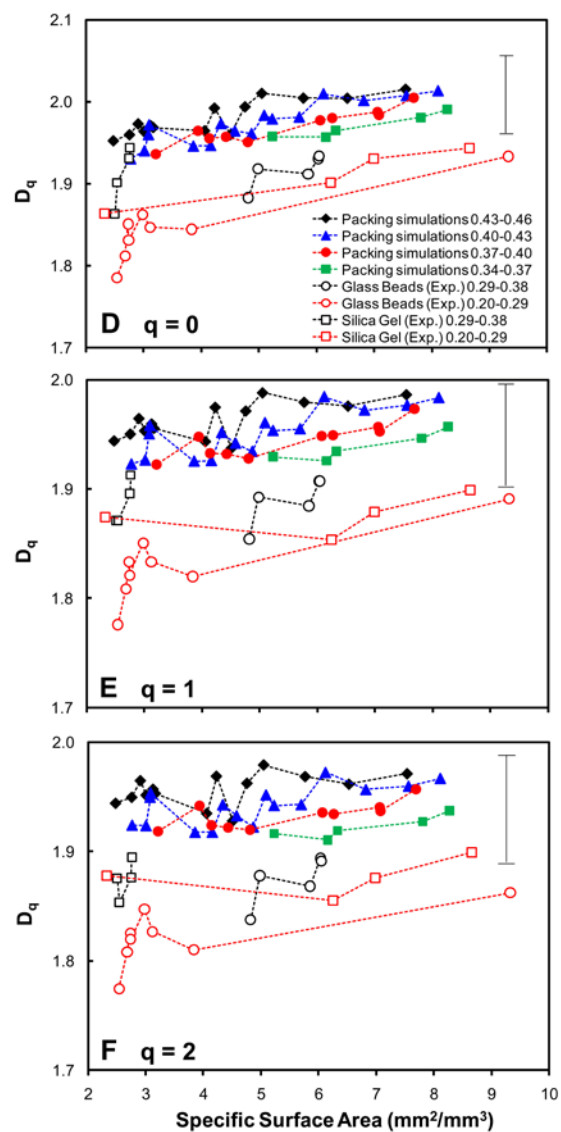 2.1
2.0
1.9
1.8
1.7
Dq
Packing simulations 0.43-0.46
Packing simulations 0.40-0.43
Packing simulations 0.37-0.40
Packing simulations 0.34-0.37
Glass Beads (Exp.) 0.29-0.38
Glass Beads (Exp.) 0.20-0.29
Silica Gel (Exp.) 0.29-0.38
Silica Gel (Exp.) 0.20-0.29
D q = 0
2.0
1.9
1.8
1.7
Dq
E q = 1
2.0
1.9
1.8
1.7
Dq
F q = 2
2 3 4 5 6 7 8 9 10
Specific Surface Area (mm²/mm³)